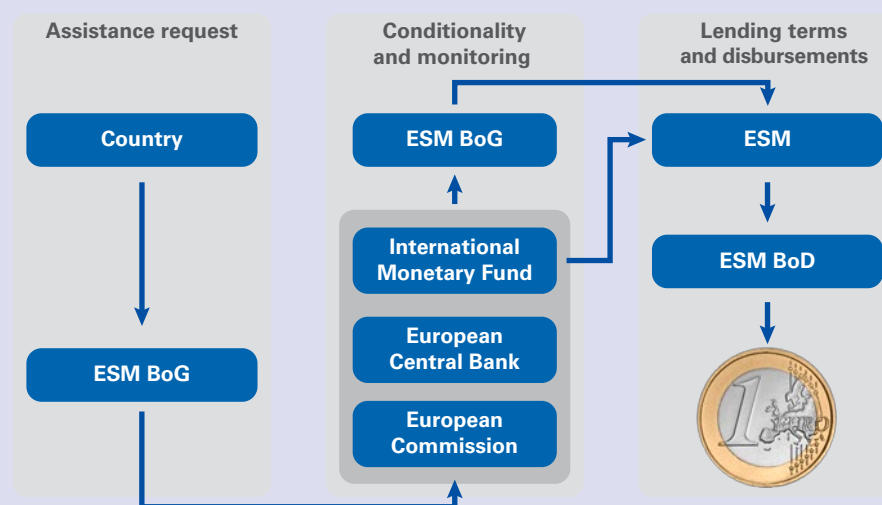 Assistance request
Country
ESM BoG
Conditionality
and monitoring
ESM BoG
International
Monetary Fund
European
Central Bank
European
Commission
Lending terms
and disbursements
ESM
ESM BoD
1